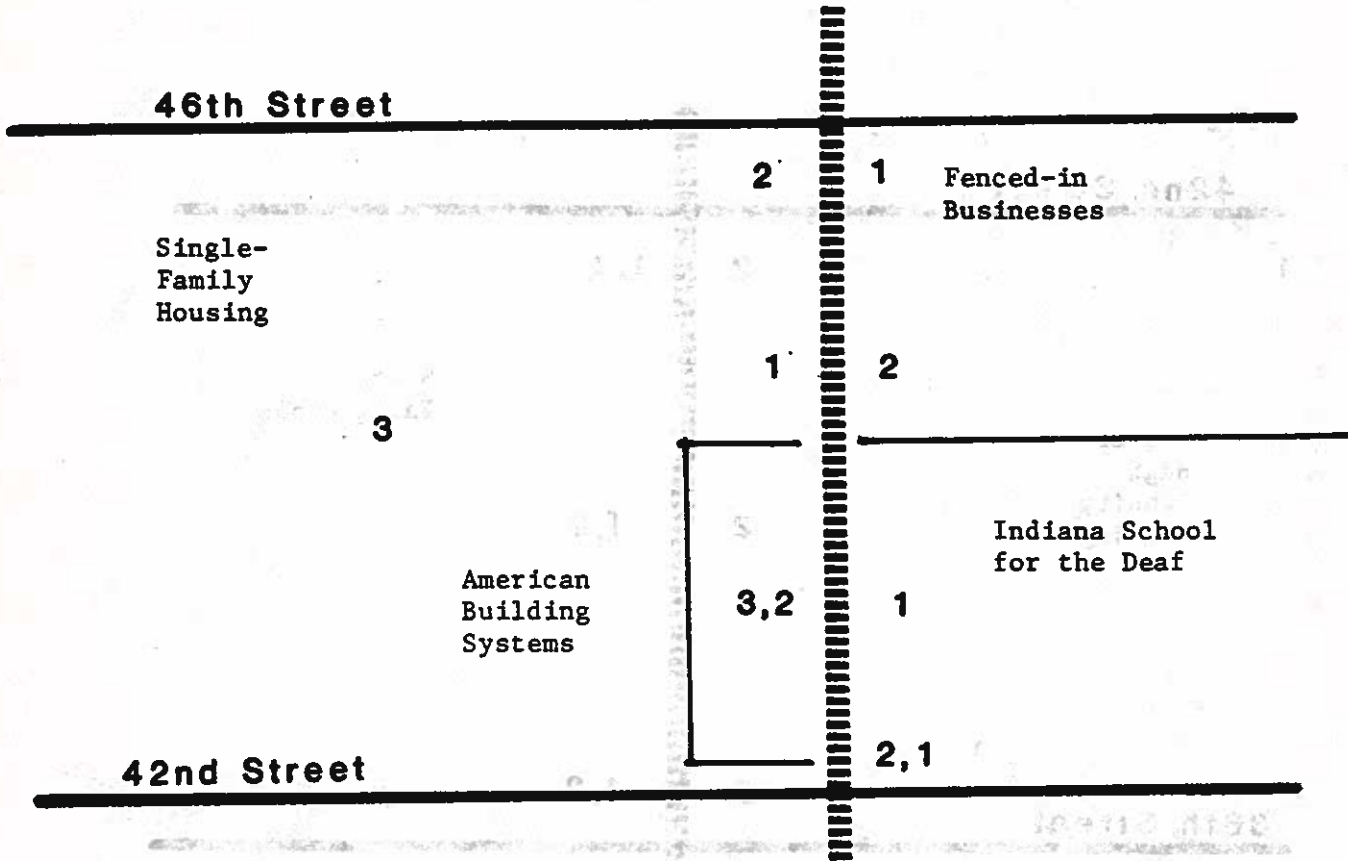 46th Street
2
1
Fenced-in
Businesses
Single-
Family
Housing
1
2
3
Indiana School
for the Deaf
American
Building
Systems
3,2
1
2,1
42nd Street